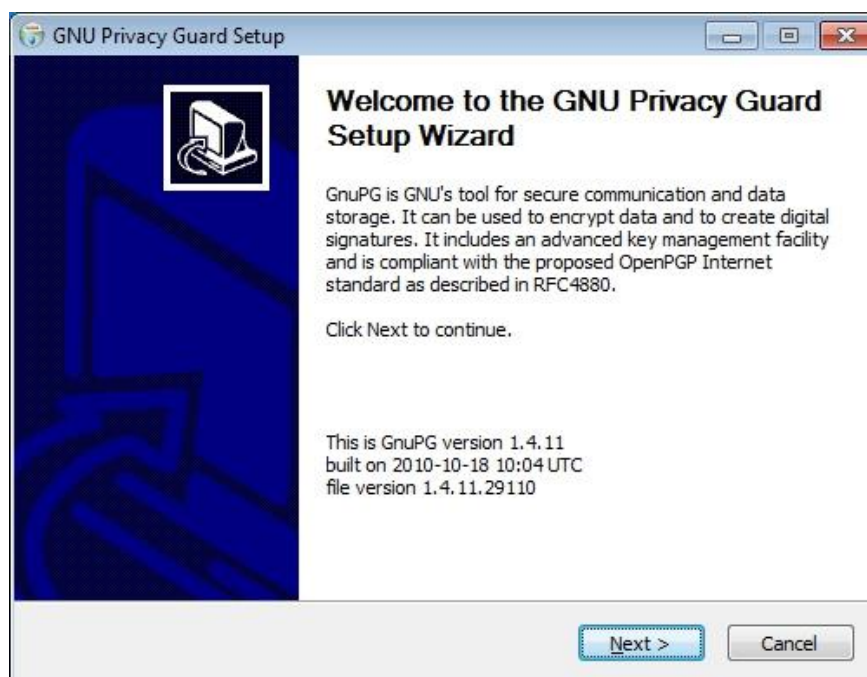 GNU Privacy Guard Setup
Welcome to the GNU Privacy Guard
Setup Wizard
GnuPG is GNU's tool for secure communication and data
storage. It can be used to encrypt data and to create digital
signatures. It includes an advanced key management facility
and is compliant with the proposed OpenPGP Internet
standard as described in RFC4880.
Click Next to continue.
This is GnuPG version 1.4.11
built on 2010-10-18 10:04 UTC
file version 1.4.11.29110
Next >
Cancel